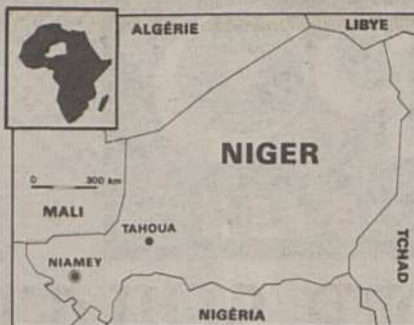 ALGÉRIE
LIBYE
NIGER
0 300 km
MALI
TAHOUA
TCHAD
NIAMEY
NIGÉRIA